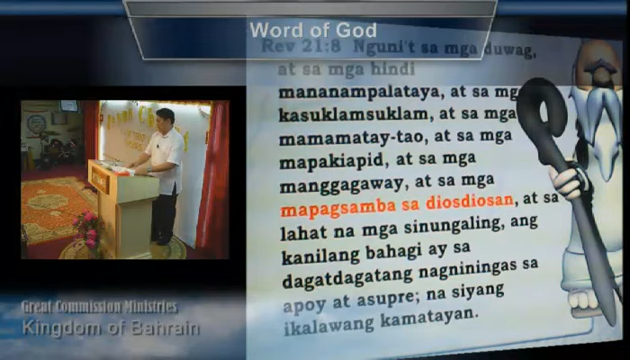 Word of God
Rev 21:8 Nguni't sa mga duwag,
at sa mga hindi
mananampalataya, at sa mga
kasuklamsuklam, at sa mga
mamamatay-tao, at sa mga
mapakiapid, at sa mga
manggagaway, at sa mga
mapagsamba sa diosdiosan, at sa
lahat na mga sinungaling, ang
kanilang bahagi ay sa
dagatdagatang nagniningas sa
apoy at asupre; na siyang
ikalawang kamatayan.
Great Commission Ministries
Kingdom of Bahrain